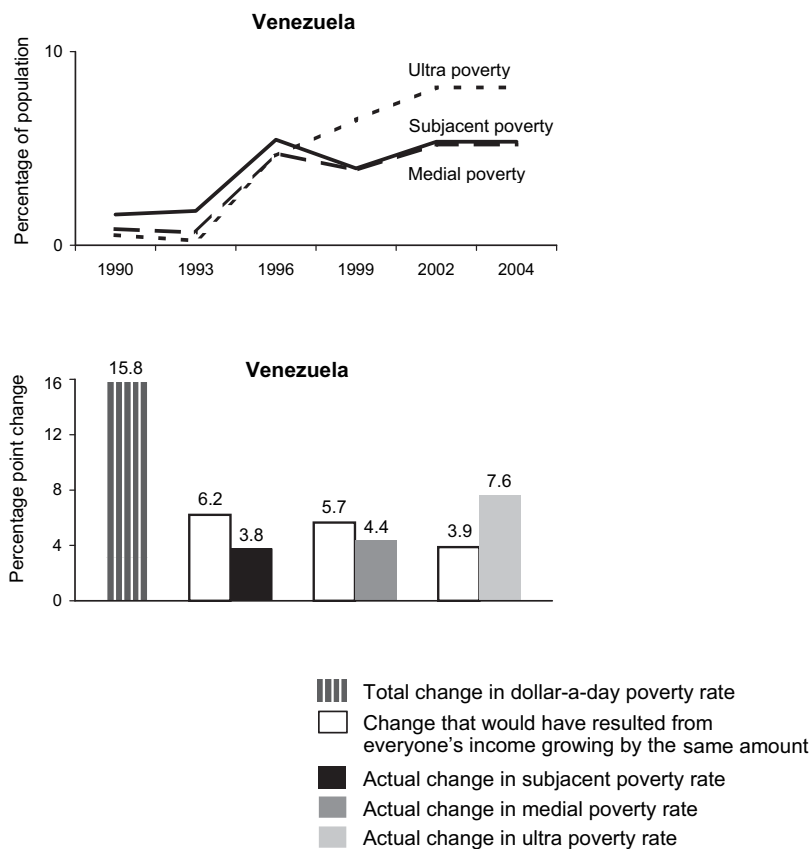 Venezuela
Percentage of population
10
0
Ultra poverty
Subjacent poverty
Medial poverty
1990 1993 1996 1999 2002 2004
Venezuela
Percentage point change
16
12
8
4
0
15.8
6.2
3.8
5.7
4.4
3.9
7.6
Total change in dollar-a-day poverty rate
Change that would have resulted from
everyone's income growing by the same amount
Actual change in subjacent poverty rate
Actual change in medial poverty rate
Actual change in ultra poverty rate